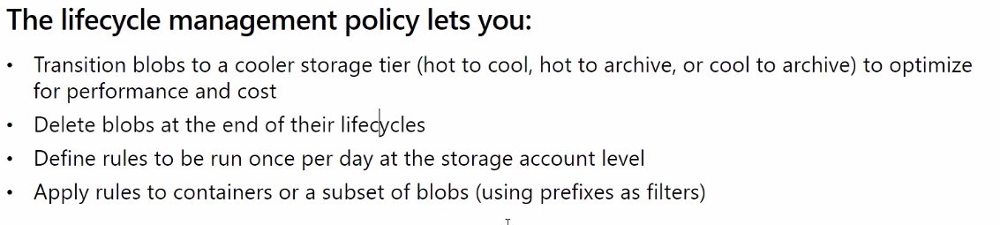 The lifecycle management policy lets you:
• Transition blobs to a cooler storage tier (hot to cool, hot to archive, or cool to archive) to optimize
for performance and cost
• Delete blobs at the end of their lifecycles
• Define rules to be run once per day at the storage account level
• Apply rules to containers or a subset of blobs (using prefixes as filters)